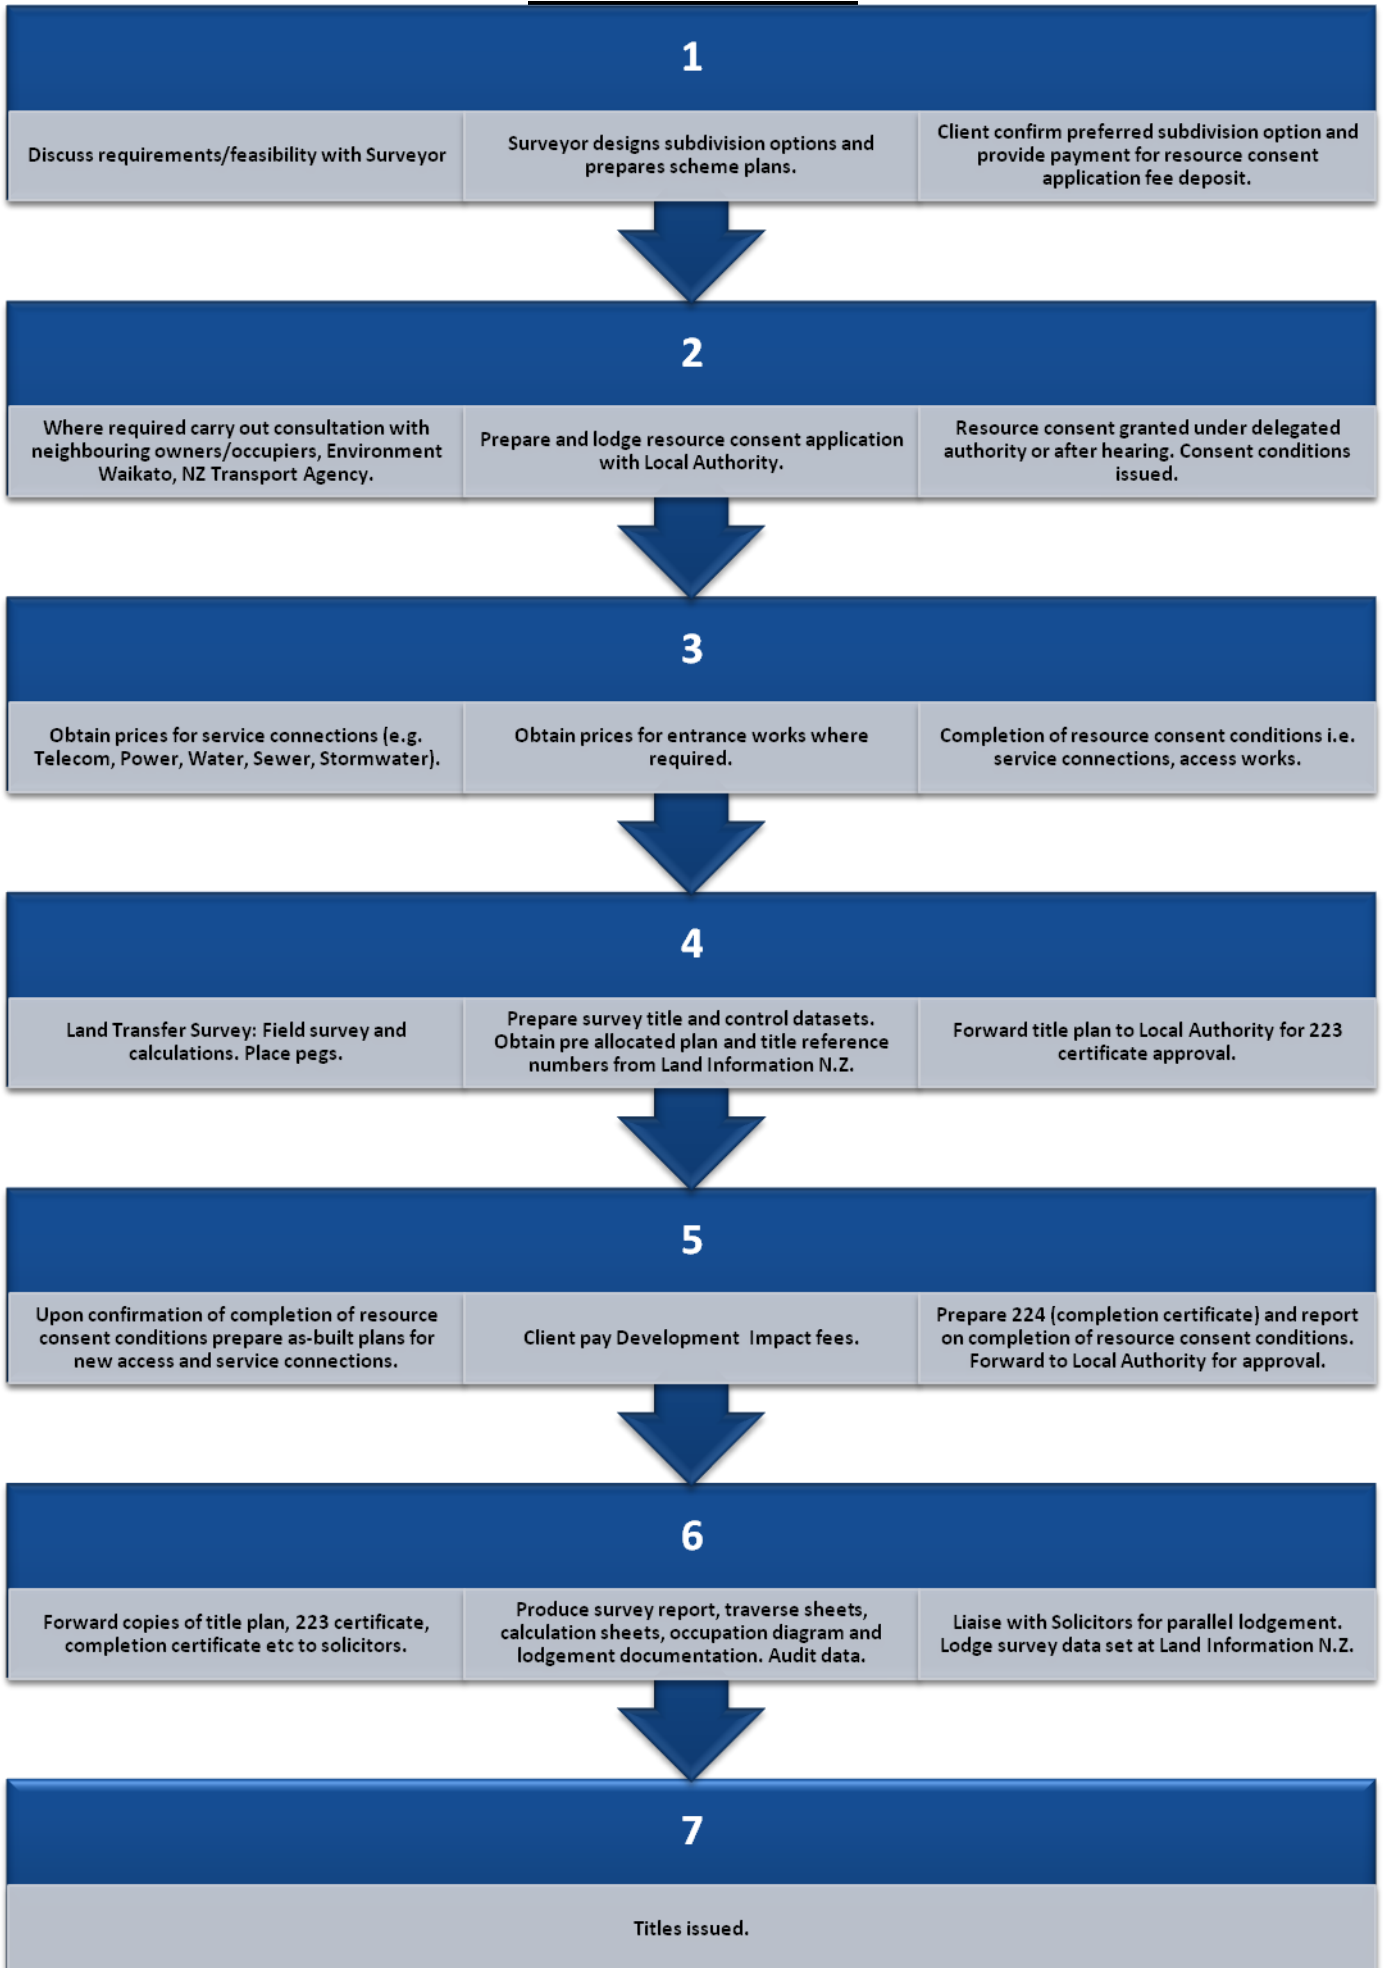 1
Discuss requirements/feasibility with Surveyor
Surveyor designs subdivision options and
prepares scheme plans.
Client confirm preferred subdivision option and
provide payment for resource consent
application fee deposit.
2
Where required carry out consultation with
neighbouring owners/occupiers, Environment
Waikato, NZ Transport Agency.
Prepare and lodge resource consent application
with Local Authority.
Resource consent granted under delegated
authority or after hearing. Consent conditions
issued.
3
Obtain prices for service connections (e.g.
Telecom, Power, Water, Sewer, Stormwater).
Obtain prices for entrance works where
required.
Completion of resource consent conditions i.e.
service connections, access works.
4
Land Transfer Survey: Field survey and
calculations. Place pegs.
Prepare survey title and control datasets.
Obtain pre allocated plan and title reference
numbers from Land Information N.Z.
Forward title plan to Local Authority for 223
certificate approval.
5
Upon confirmation of completion of resource
consent conditions prepare as-built plans for
new access and service connections.
Client pay Development Impact fees.
Prepare 224 (completion certificate) and report
on completion of resource consent conditions.
Forward to Local Authority for approval.
6
Forward copies of title plan, 223 certificate,
completion certificate etc to solicitors.
Produce survey report, traverse sheets,
calculation sheets, occupation diagram and
lodgement documentation. Audit data.
Liaise with Solicitors for parallel lodgement.
Lodge survey data set at Land Information N.Z.
7
Titles issued.